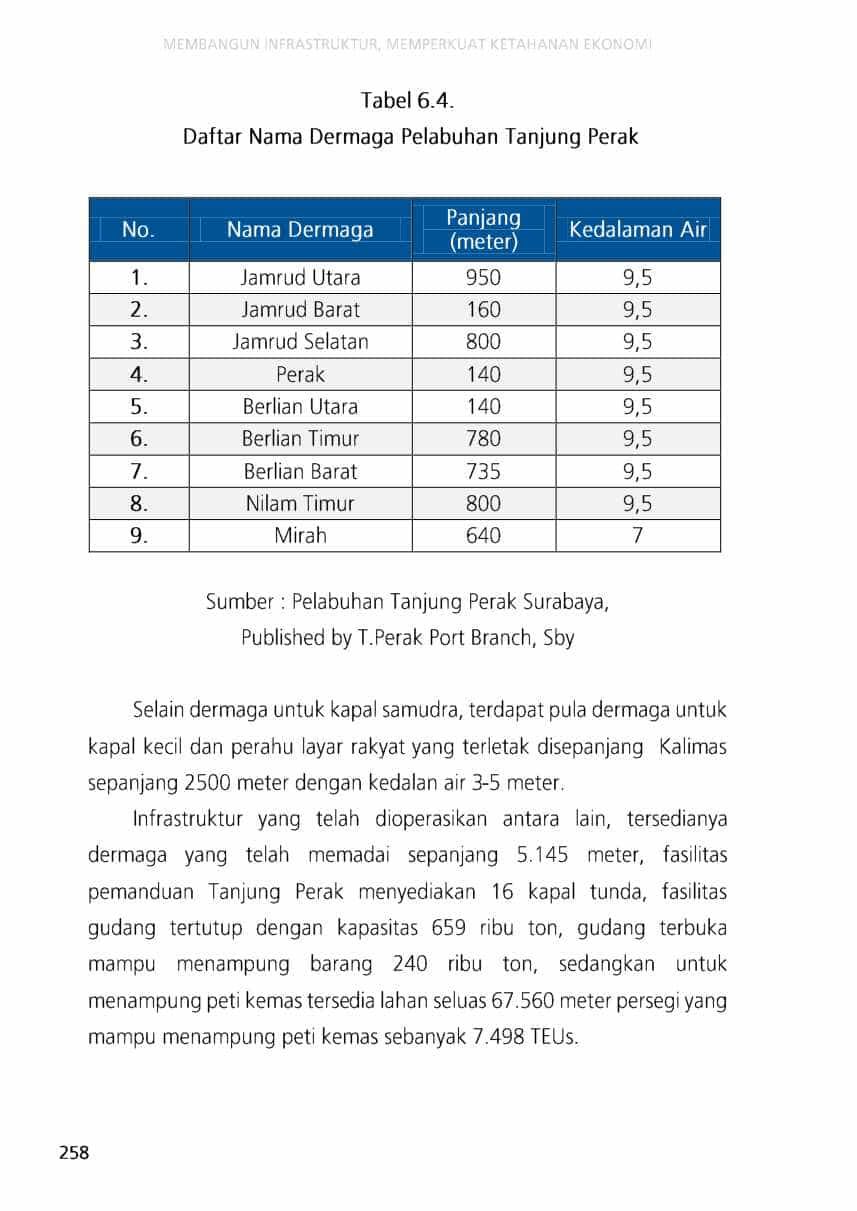 MEMBANGUN INFRASTRUKTUR, MEMPERKUAT KETAHANAN EKONOMI
Tabel 6.4.
Daftar Nama Dermaga Pelabuhan Tanjung Perak
No. Nama Dermaga Panjang (meter) Kedalaman Air
1. Jamrud Utara 950 9,5
2. Jamrud Barat 160 9,5
3. Jamrud Selatan 800 9,5
4. Perak 140 9,5
5. Berlian Utara 140 9,5
6. Berlian Timur 780 9,5
7. Berlian Barat 735 9,5
8. Nilam Timur 800 9,5
9. Mirah 640 7
Sumber : Pelabuhan Tanjung Perak Surabaya,
Published by T.Perak Port Branch, Sby
Selain dermaga untuk kapal samudra, terdapat pula dermaga untuk
kapal kecil dan perahu layar rakyat yang terletak disepanjang Kalimas
sepanjang 2500 meter dengan kedalan air 3-5 meter.
Infrastruktur yang telah dioperasikan antara lain, tersedianya
dermaga yang telah memadai sepanjang 5.145 meter, fasilitas
pemanduan Tanjung Perak menyediakan 16 kapal tunda, fasilitas
gudang tertutup dengan kapasitas 659 ribu ton, gudang terbuka
mampu menampung barang 240 ribu ton, sedangkan untuk
menampung peti kemas tersedia lahan seluas 67.560 meter persegi yang
mampu menampung peti kemas sebanyak 7.498 TEUs.
258